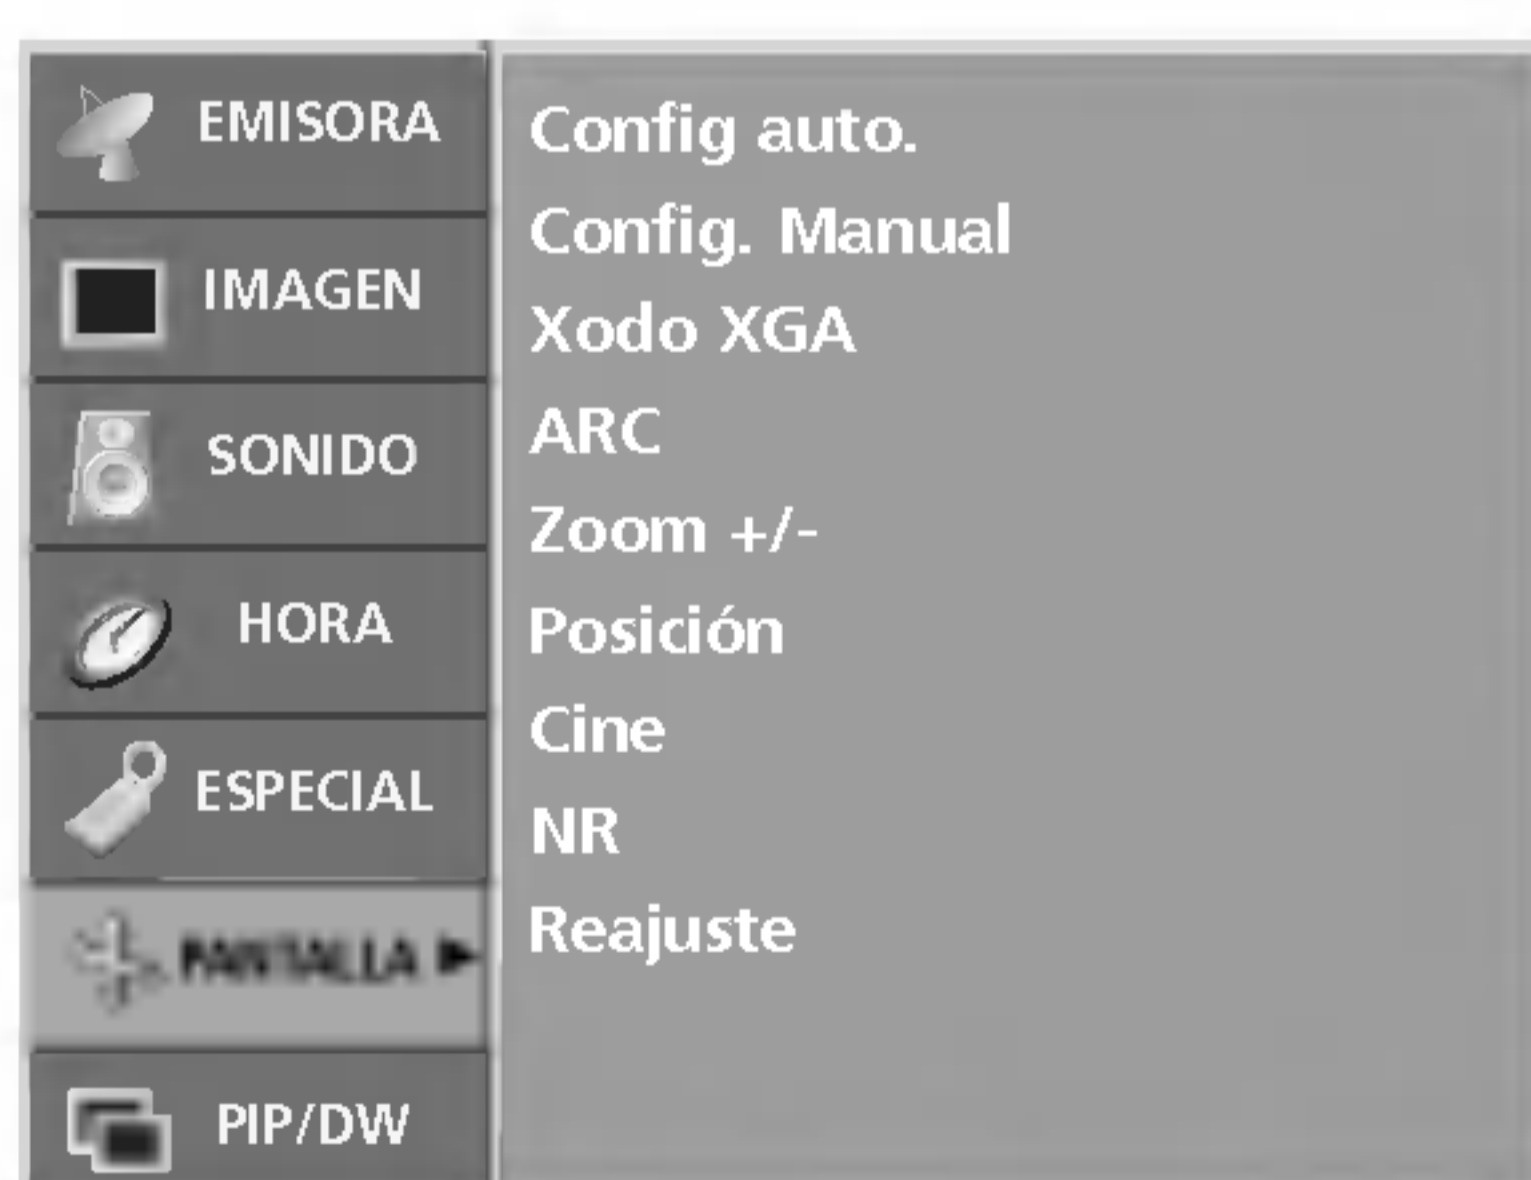 EMISORA
IMAGEN
SONIDO
HORA
ESPECIAL
PANTALLA
PIP/DW
Config auto.
Config. Manual
Xodo XGA
ARC
Zoom +/-
Posición
Cine
NR
Reajuste